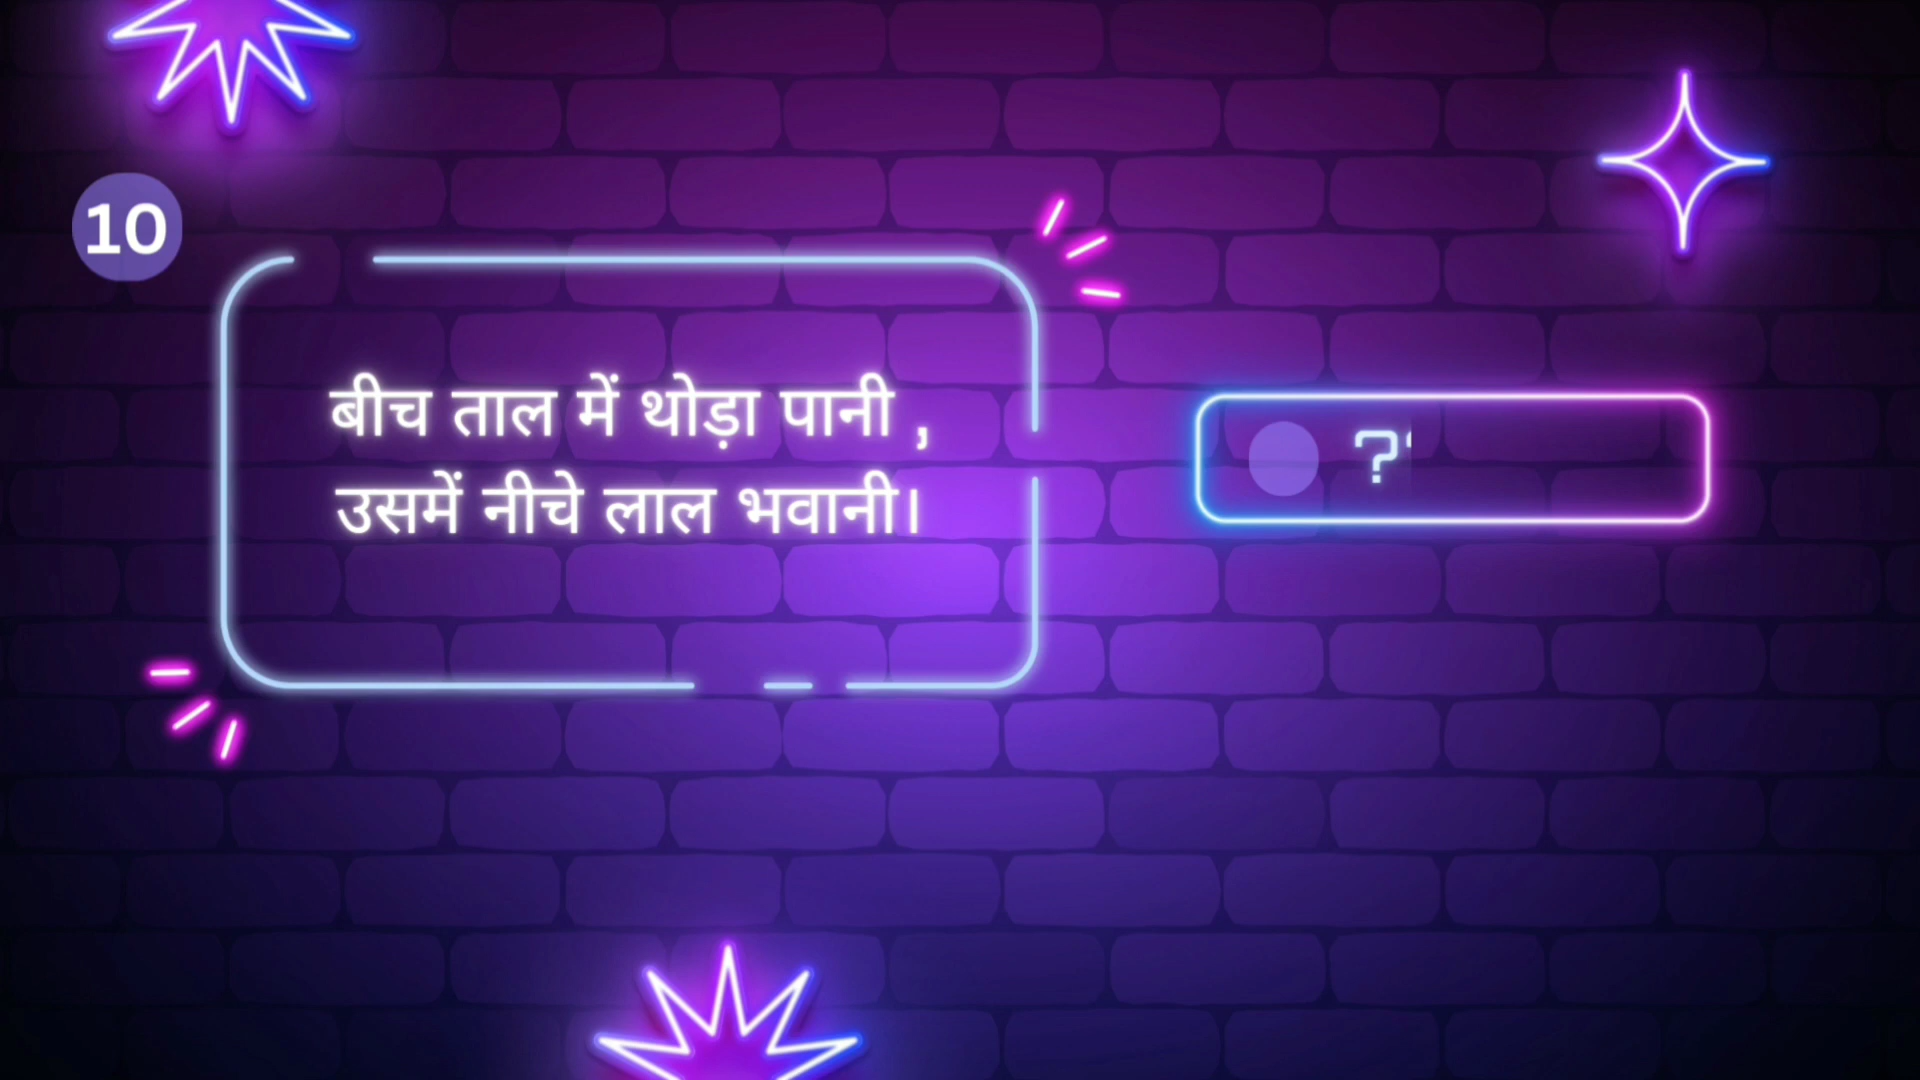 10
बीच ताल में थोड़ा पानी ,
उसमें नीचे लाल भवानी।
?